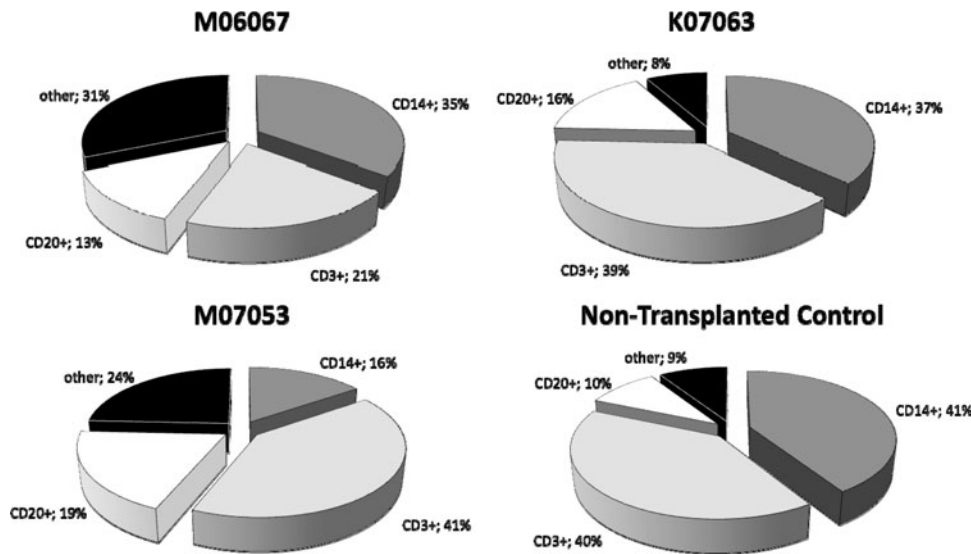 M06067
other; 31%
CD14+; 35%
CD20+; 13%
CD3+; 21%
K07063
other; 8%
CD20+; 16%
CD14+; 37%
CD3+; 39%
M07053
other; 24%
CD14+; 16%
CD20+; 19%
CD3+; 41%
Non-Transplanted Control
other; 9%
CD20+; 10%
CD14+; 41%
CD3+; 40%